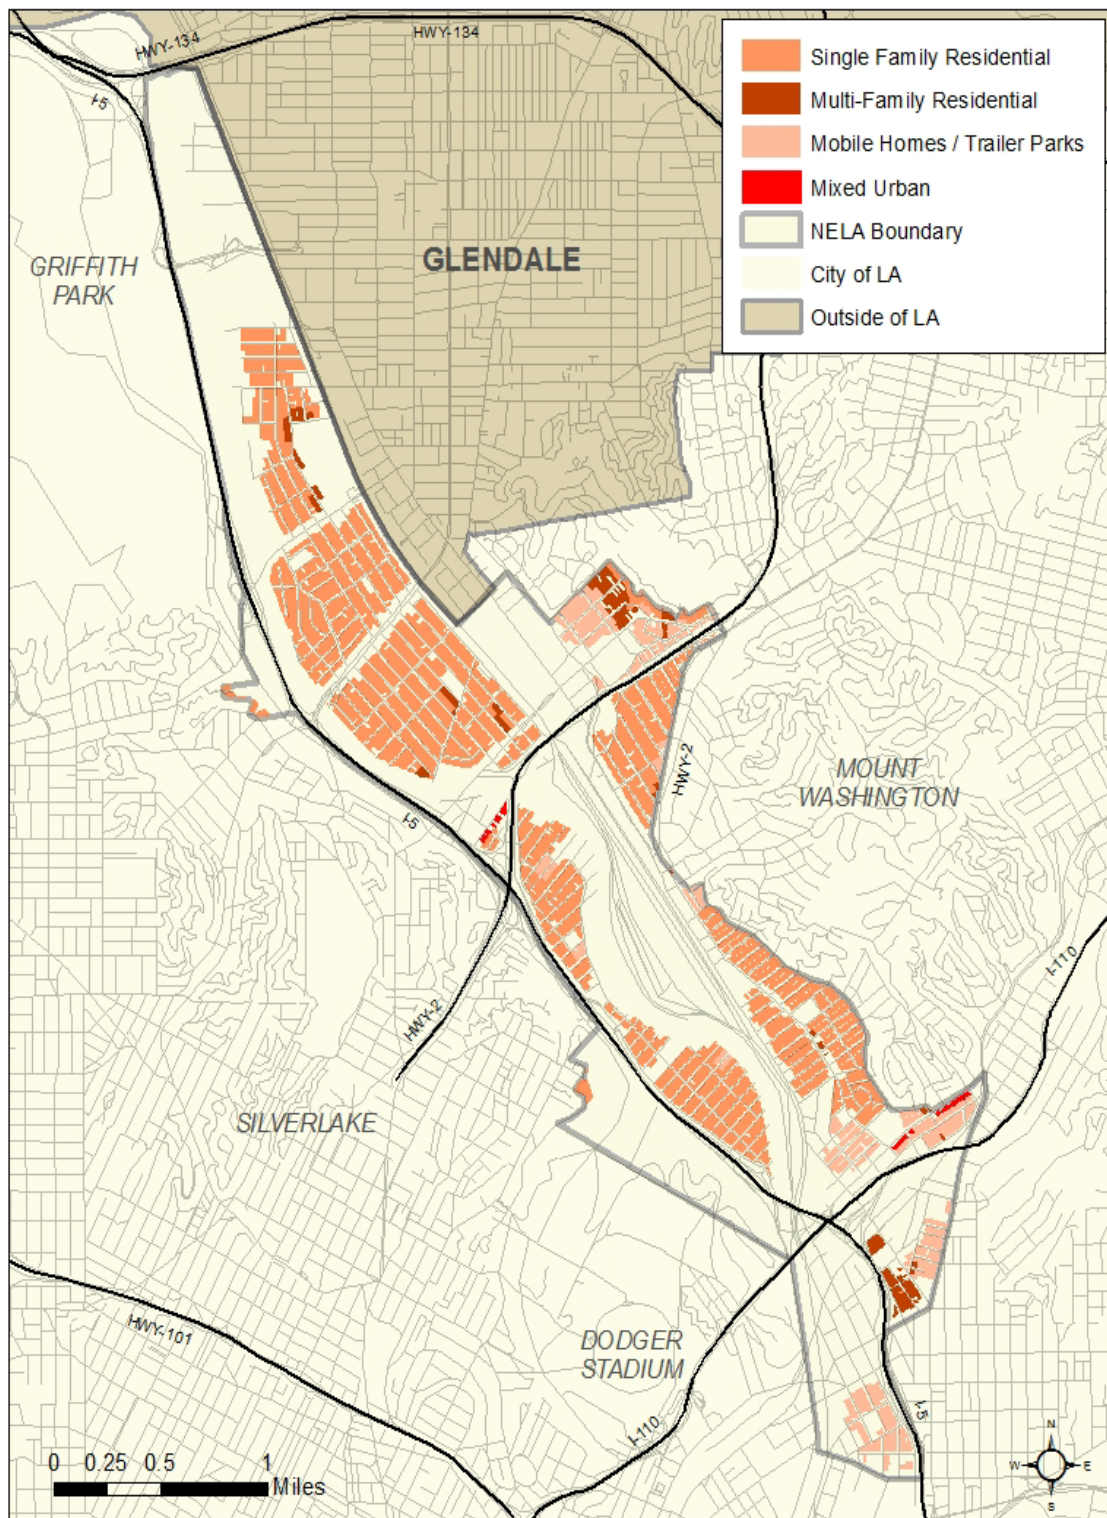 HWY-134
HWY-134
I-5
Single Family Residential
Multi-Family Residential
Mobile Homes / Trailer Parks
Mixed Urban
NELA Boundary
City of LA
Outside of LA
GRIFFITH
PARK
GLENDALE
HWY-2
MOUNT
WASHINGTON
I-5
I-110
HWY-2
SILVERLAKE
HWY-101
DODGER
STADIUM
I-5
I-110
0 0.25 0.5 1
Miles
N
W E
S